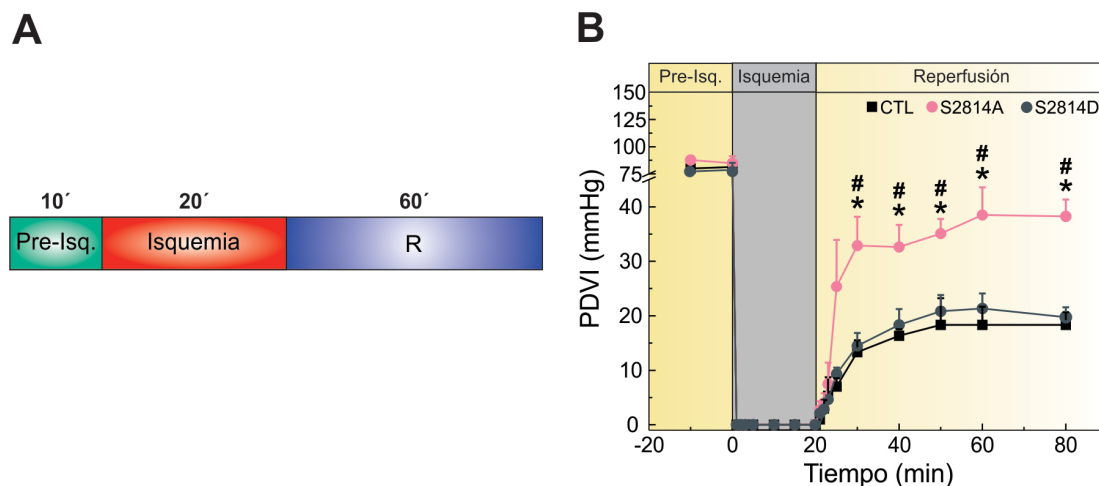 A
10´ 20´ 60´
Pre-Isq. Isquemia R
B
Pre-Isq. Isquemia Reperfusión
CTL S2814A S2814D
PDVI (mmHg)
150
125
100
75
40
30
20
10
0
# # # # #
* * * * *
-20 0 20 40 60 80
Tiempo (min)